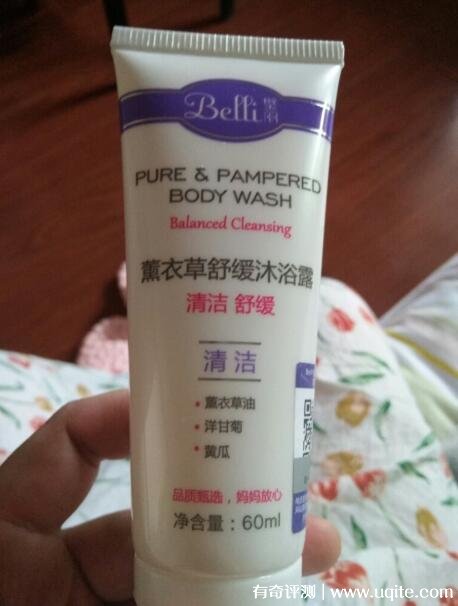 Belli 璧丽
PURE & PAMPERED
BODY WASH
Balanced Cleansing
薰衣草舒缓沐浴露
清洁 舒缓
清洁
• 薰衣草油
• 洋甘菊
• 黄瓜
品质甄选，妈妈放心
净含量：60ml
有奇评测 | www.uqite.com